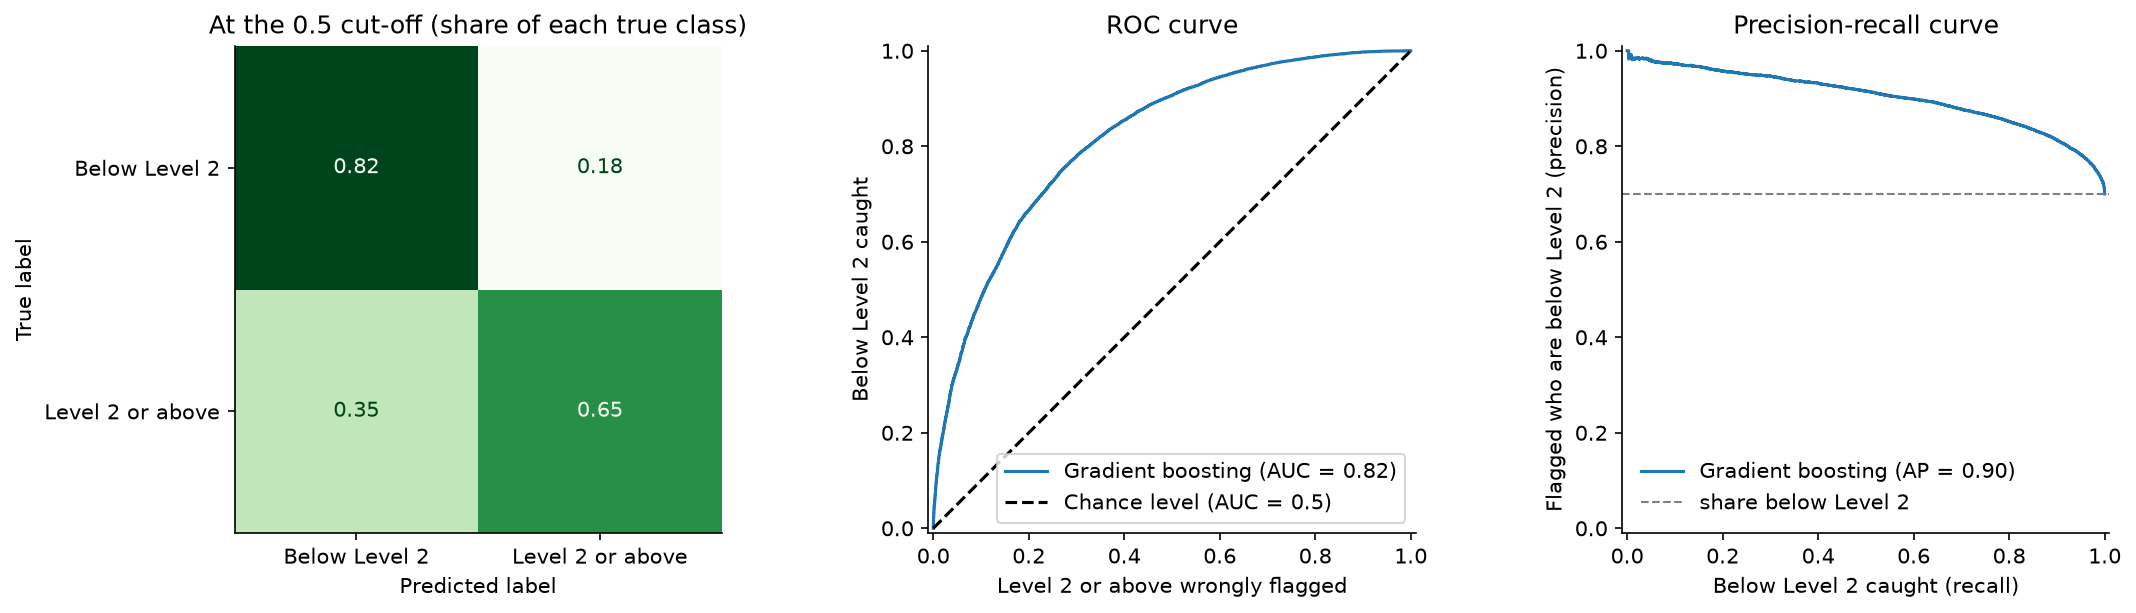 At the 0.5 cut-off (share of each true class)
True label
Below Level 2
Level 2 or above
0.82
0.18
0.35
0.65
Below Level 2
Level 2 or above
Predicted label
ROC curve
Below Level 2 caught
1.0
0.8
0.6
0.4
0.2
0.0
Gradient boosting (AUC = 0.82)
Chance level (AUC = 0.5)
0.0
0.2
0.4
0.6
0.8
1.0
Level 2 or above wrongly flagged
Precision-recall curve
Flagged who are below Level 2 (precision)
1.0
0.8
0.6
0.4
0.2
0.0
Gradient boosting (AP = 0.90)
share below Level 2
0.0
0.2
0.4
0.6
0.8
1.0
Below Level 2 caught (recall)